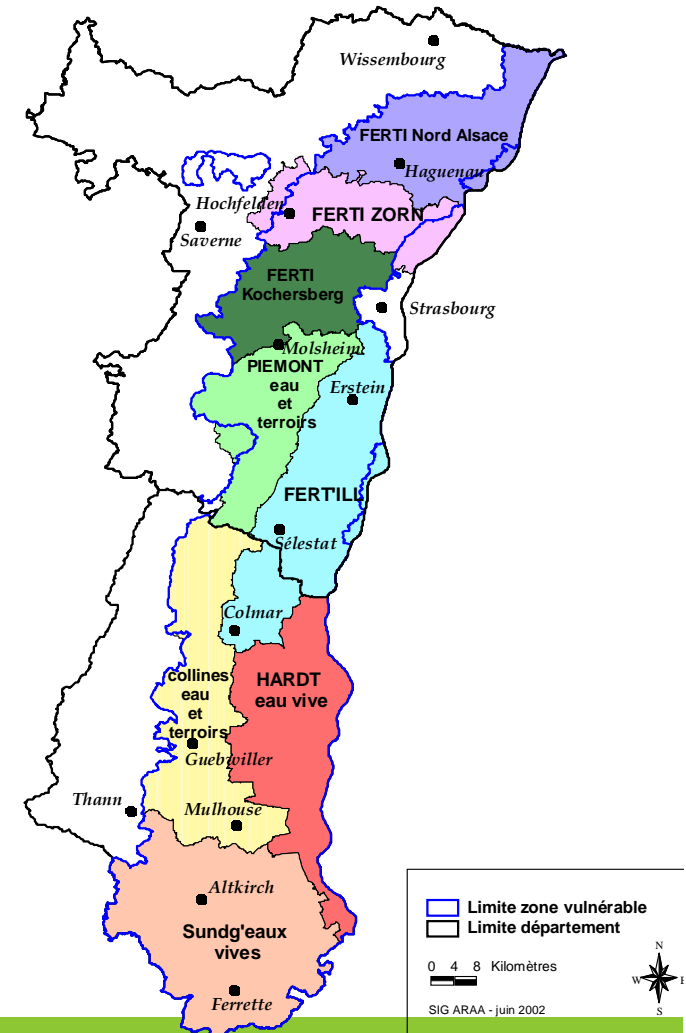 Wissembourg
FERTI Nord Alsace
Haguenau
Hochfelden
FERTI ZORN
Saverne
FERTI
Kochersberg
Strasbourg
Molsheim
PIEMONT
eau
et
terroirs
Erstein
FERT'ILL
Sélestat
Colmar
collines
eau
et
terroirs
HARDT
eau vive
Guebwiller
Thann
Mulhouse
Altkirch
Sundg'eaux
vives
Ferrette
Limite zone vulnérable
Limite département
0 4 8 Kilomètres
N
W E
S
SIG ARAA - juin 2002